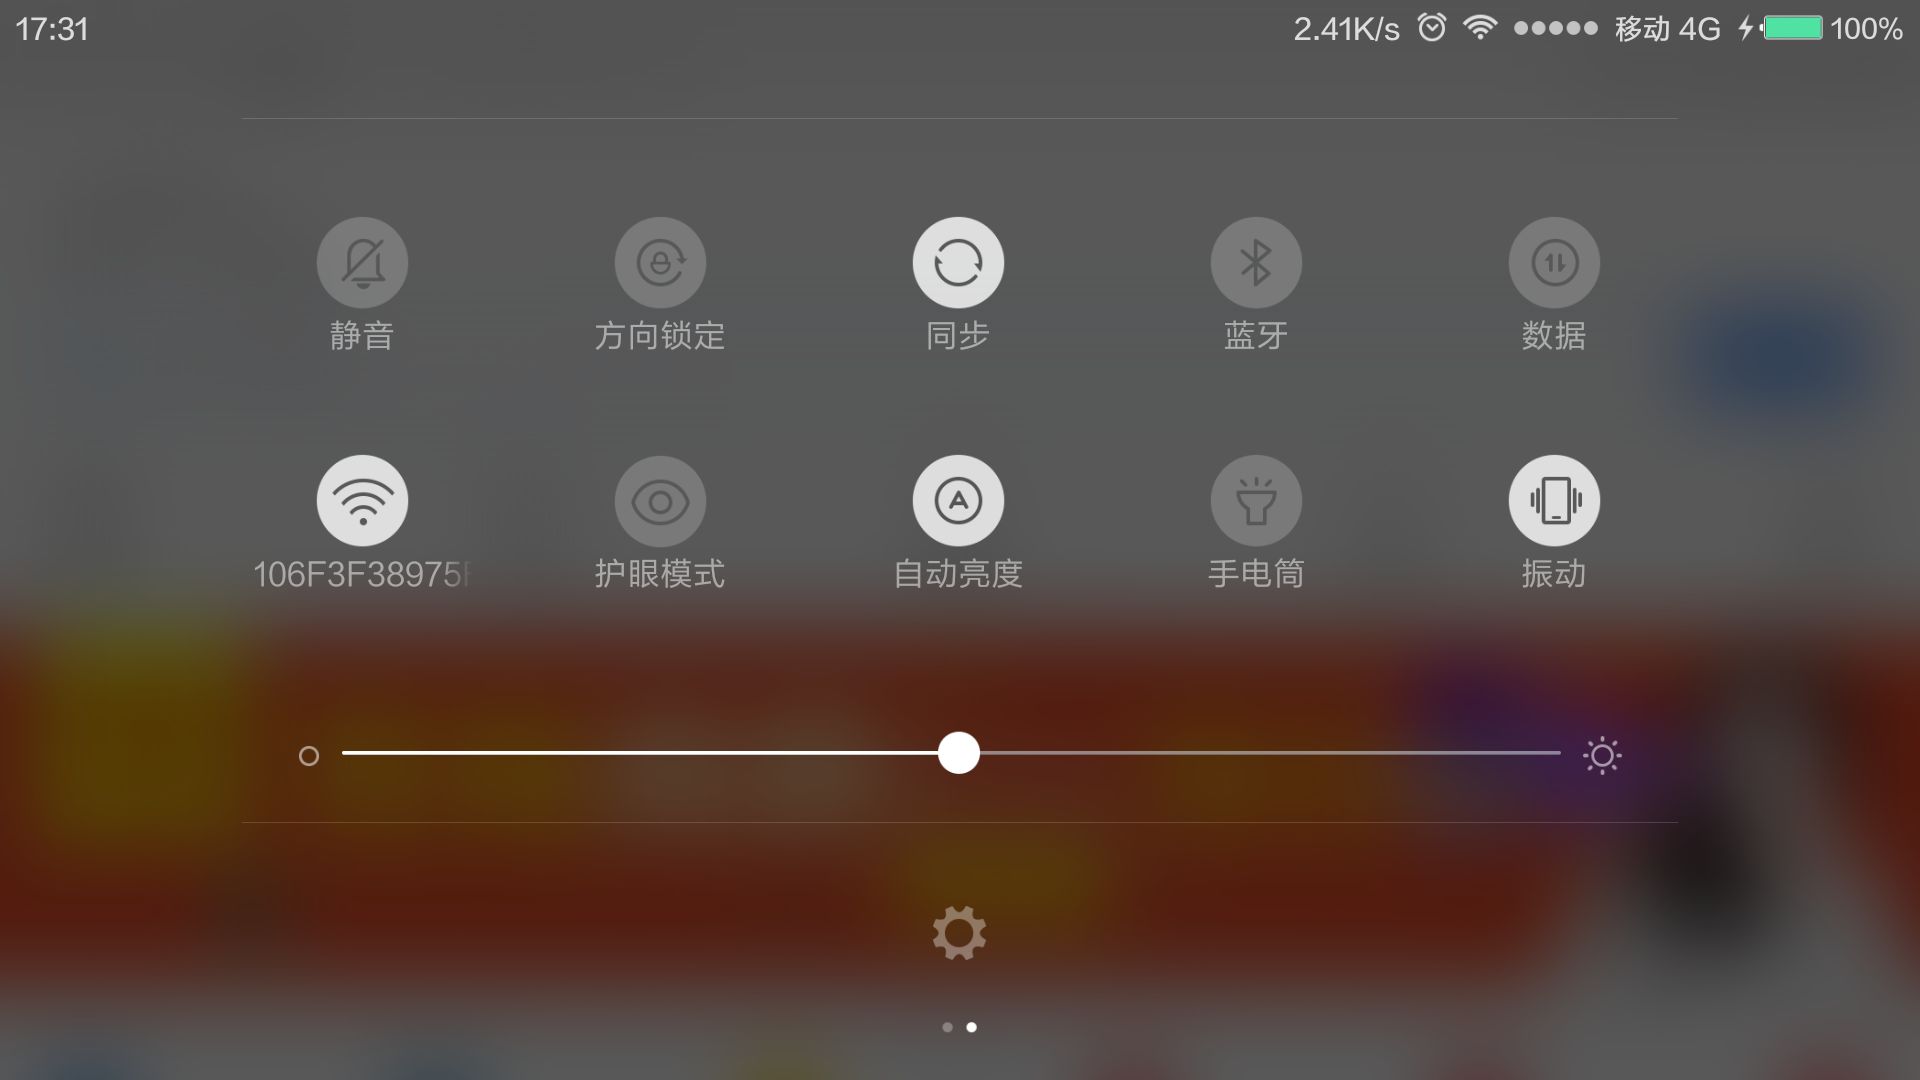 17:31 2.41K/s 移动 4G 100%
静音 方向锁定 同步 蓝牙 数据
106F3F38975 护眼模式 自动亮度 手电筒 振动